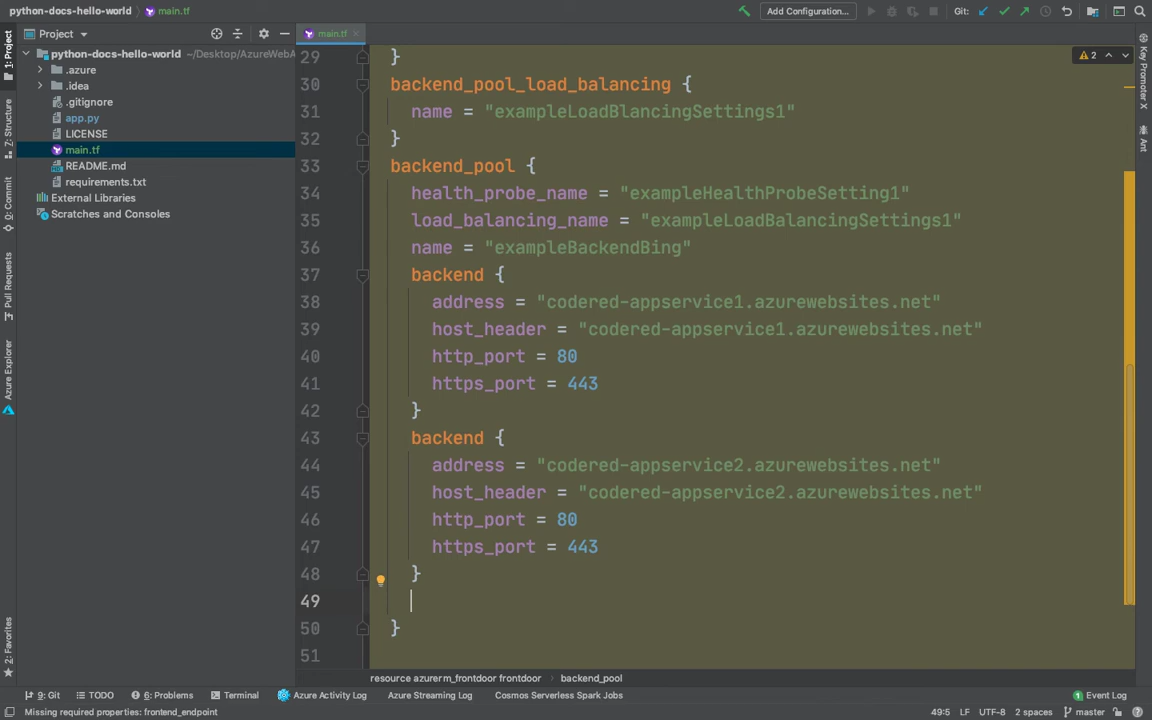 python-docs-hello-world
main.tf
Add Configuration...
Git:
Project
main.tf
1: Project
Z: Structure
0: Commit
Pull Requests
Azure Explorer
2: Favorites
python-docs-hello-world ~/Desktop/AzureWebA
.azure
.idea
.gitignore
app.py
LICENSE
main.tf
README.md
requirements.txt
External Libraries
Scratches and Consoles
29 }
30 backend_pool_load_balancing {
31 name = "exampleLoadBlancingSettings1"
32 }
33 backend_pool {
34 health_probe_name = "exampleHealthProbeSetting1"
35 load_balancing_name = "exampleLoadBalancingSettings1"
36 name = "exampleBackendBing"
37 backend {
38 address = "codered-appservice1.azurewebsites.net"
39 host_header = "codered-appservice1.azurewebsites.net"
40 http_port = 80
41 https_port = 443
42 }
43 backend {
44 address = "codered-appservice2.azurewebsites.net"
45 host_header = "codered-appservice2.azurewebsites.net"
46 http_port = 80
47 https_port = 443
48 }
49
50 }
51
2
Key Promoter X
Ant
resource azurerm_frontdoor frontdoor
backend_pool
9: Git
TODO
6: Problems
Terminal
Azure Activity Log
Azure Streaming Log
Cosmos Serverless Spark Jobs
1 Event Log
Missing required properties: frontend_endpoint
49:5 LF UTF-8 2 spaces master